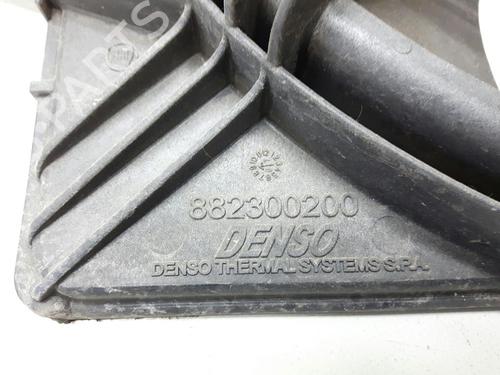 882300200
DENSO
DENSO THERMAL SYSTEMS S.P.A.